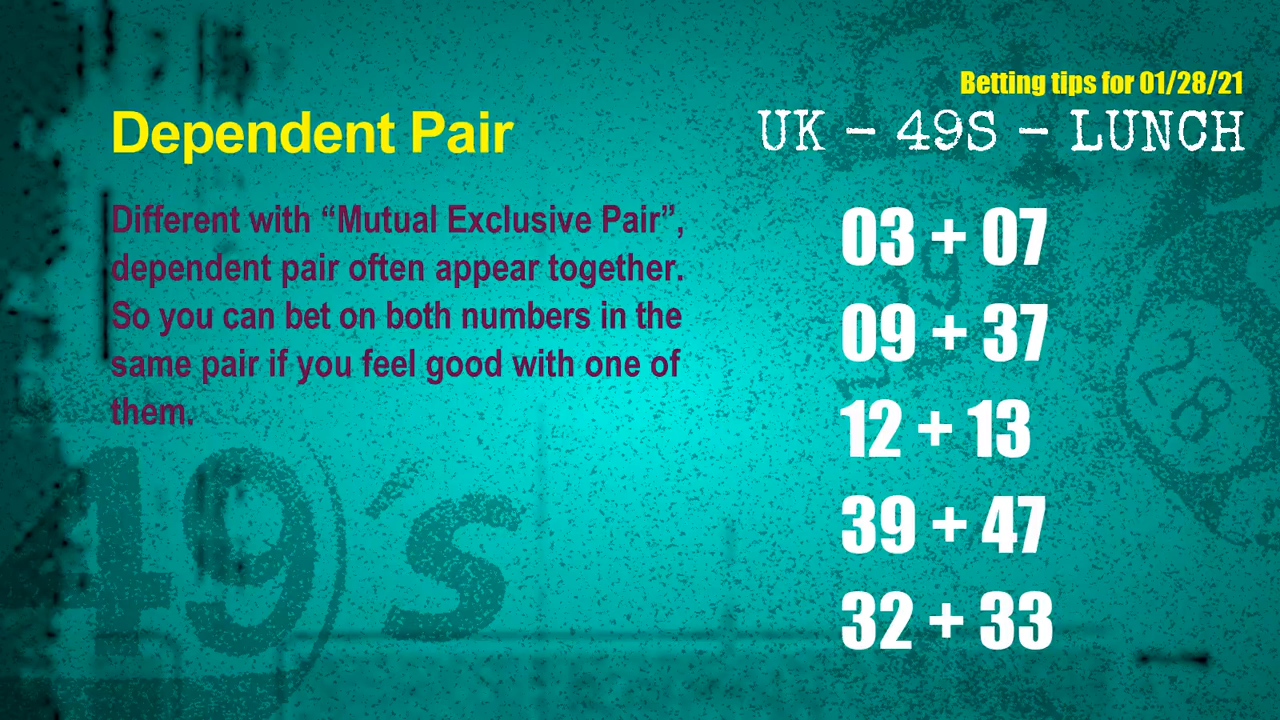 Betting tips for 01/28/21
UK - 49S - LUNCH
Dependent Pair
Different with “Mutual Exclusive Pair”,
dependent pair often appear together.
So you can bet on both numbers in the
same pair if you feel good with one of
them.
03 + 07
09 + 37
12 + 13
39 + 47
32 + 33
49's
28